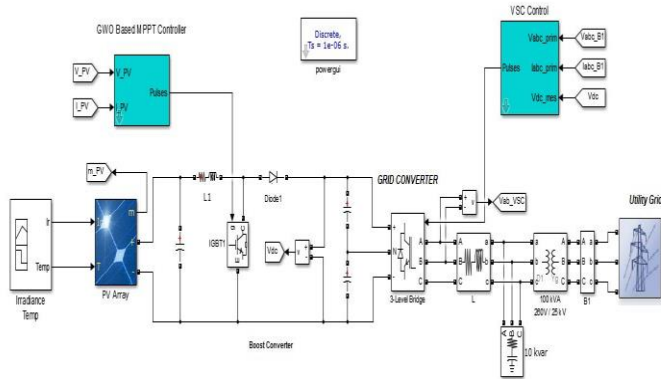 GWO Based MPPT Controller
VSC Control
Discrete,
Ts = 1e-06 s.
powergui
V_PV
I_PV
V_PV
I_PV
Pulses
Pulses
Vabc_prim
Iabc_prim
Vdc_mes
Vabc_B1
Iabc_B1
Vdc
m_PV
L1
Diode1
GRID CONVERTER
Vab_VSC
Utility Grid
Ir
Temp
Irradiance
Temp
m
PV Array
g
C
E
IGBT1
Vdc
v
v
+
N
-
A
B
C
3-Level Bridge
A
B
C
a
b
c
L
a
b
c
A
B
C
100 kVA
260V / 25 kV
A
B
C
a
b
c
B1
A
B
C
10 kvar
Boost Converter